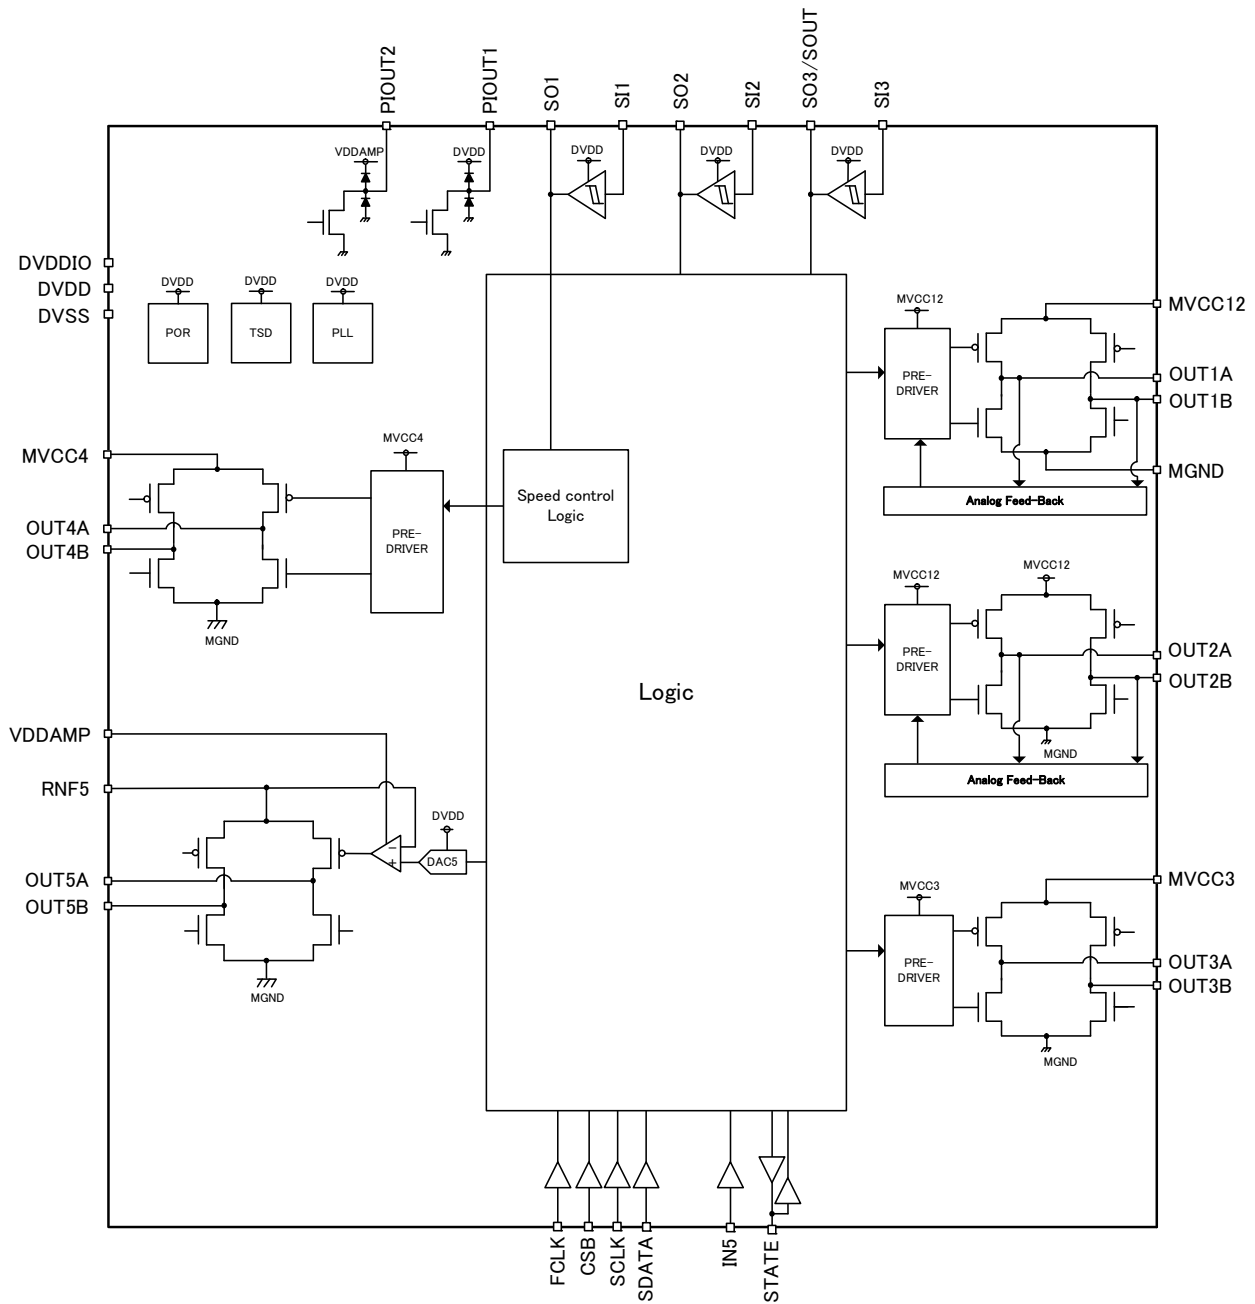 PIOUT2
PIOUT1
SO1
SI1
SO2
SI2
SO3/SOUT
SI3
VDDAMP
DVDD
DVDD
DVDD
DVDD
DVDDIO
DVDD
DVSS
DVDD
DVDD
DVDD
POR
TSD
PLL
MVCC12
MVCC12
PRE-
DRIVER
OUT1A
OUT1B
MGND
Analog Feed-Back
MVCC4
MVCC4
OUT4A
OUT4B
PRE-
DRIVER
MGND
Speed control
Logic
MVCC12
MVCC12
PRE-
DRIVER
OUT2A
OUT2B
MGND
Analog Feed-Back
Logic
VDDAMP
RNF5
DVDD
-
+
DAC5
OUT5A
OUT5B
MGND
MVCC3
MVCC3
PRE-
DRIVER
OUT3A
OUT3B
MGND
FCLK
CSB
SCLK
SDATA
IN5
STATE